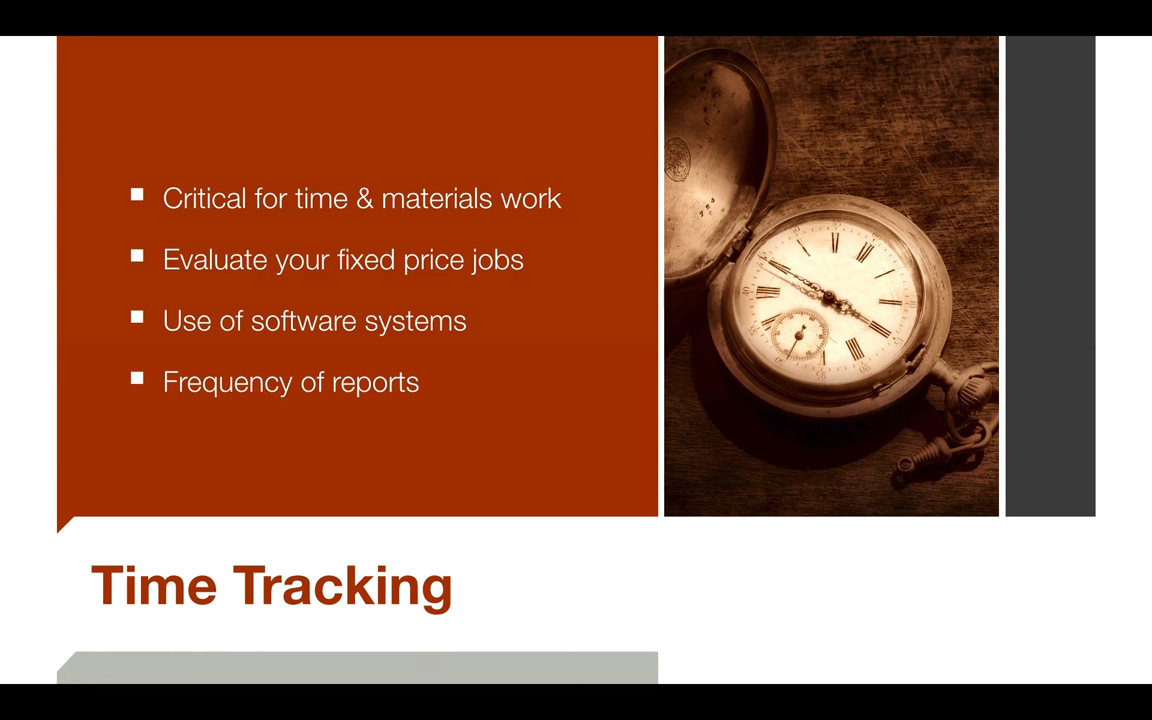 Critical for time & materials work
Evaluate your fixed price jobs
Use of software systems
Frequency of reports
Time Tracking